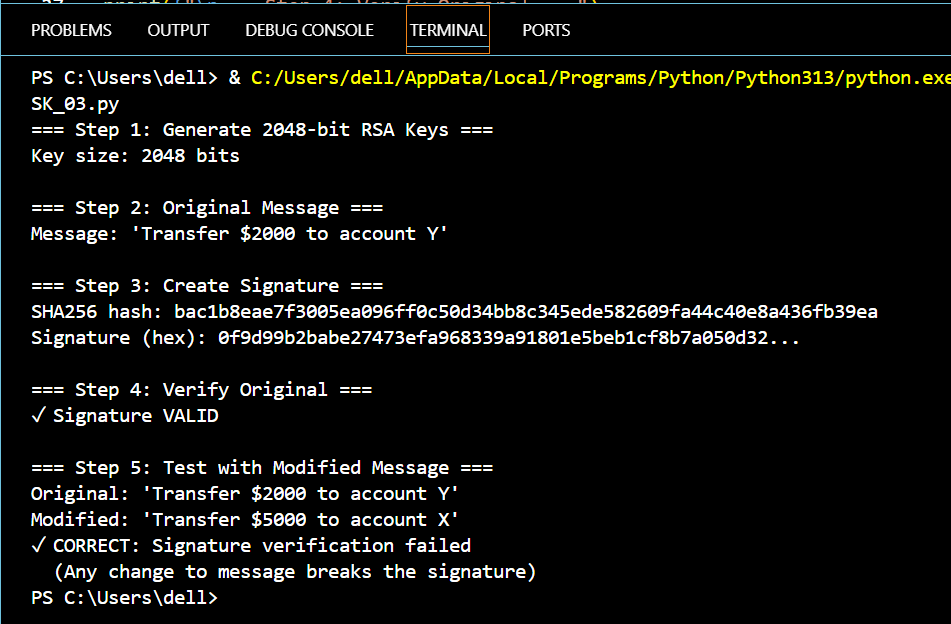 PROBLEMS OUTPUT DEBUG CONSOLE TERMINAL PORTS
PS C:\Users\dell> & C:/Users/dell/AppData/Local/Programs/Python/Python313/python.exe
SK_03.py
=== Step 1: Generate 2048-bit RSA Keys ===
Key size: 2048 bits
=== Step 2: Original Message ===
Message: 'Transfer $2000 to account Y'
=== Step 3: Create Signature ===
SHA256 hash: bac1b8eae7f3005ea096ff0c50d34bb8c345ede582609fa44c40e8a436fb39ea
Signature (hex): 0f9d99b2babe27473efa968339a91801e5beb1cf8b7a050d32...
=== Step 4: Verify Original ===
✓ Signature VALID
=== Step 5: Test with Modified Message ===
Original: 'Transfer $2000 to account Y'
Modified: 'Transfer $5000 to account X'
✓ CORRECT: Signature verification failed
(Any change to message breaks the signature)
PS C:\Users\dell>